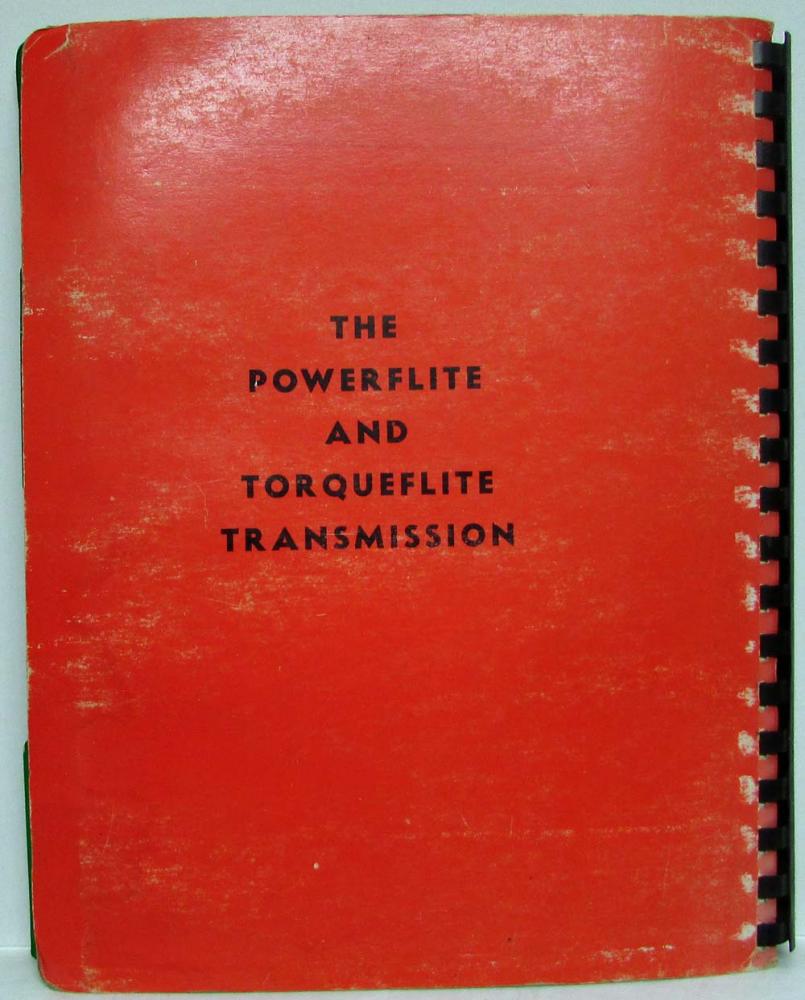 THE
POWERFLITE
AND
TORQUEFLITE
TRANSMISSION